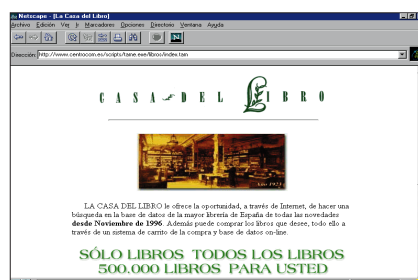 Netscape - [La Casa del Libro]
Archivo Edición Ver Ir Marcadores Opciones Directorio Ventana Ayuda
Dirección: http://www.centrocom.es/scripts/tame.exe/libros/index.tam
CASA DEL LIBRO
Año 1923
LA CASA DEL LIBRO le ofrece la oportunidad, a través de Internet, de hacer una
búsqueda en la base de datos de la mayor librería de España de todas las novedades
desde Noviembre de 1996. Además puede comprar los libros que desee, todo ello a
través de un sistema de carrito de la compra y base de datos on-line.
SÓLO LIBROS TODOS LOS LIBROS
500.000 LIBROS PARA USTED